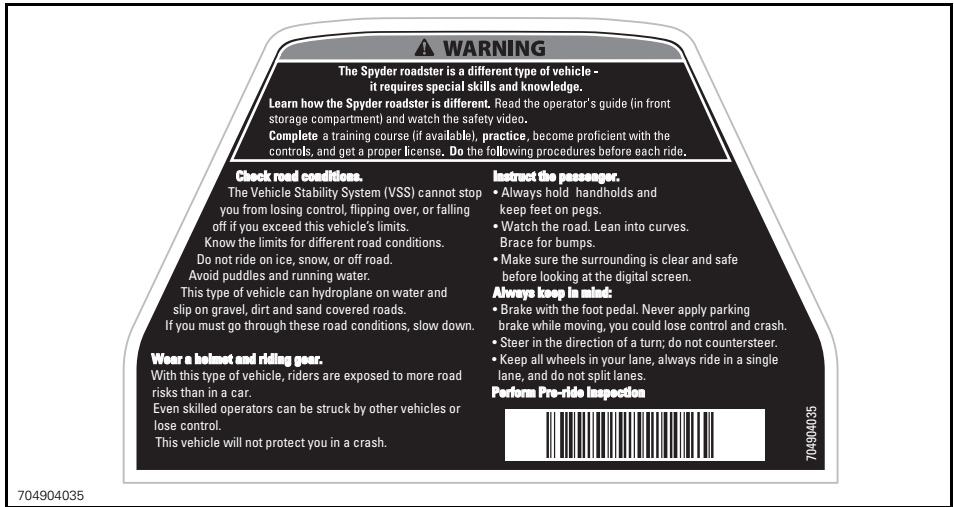 WARNING
The Spyder roadster is a different type of vehicle -
it requires special skills and knowledge.
Learn how the Spyder roadster is different. Read the operator's guide (in front
storage compartment) and watch the safety video.
Complete a training course (if available), practice, become proficient with the
controls, and get a proper license. Do the following procedures before each ride.
Check road conditions.
The Vehicle Stability System (VSS) cannot stop
you from losing control, flipping over, or falling
off if you exceed this vehicle's limits.
Know the limits for different road conditions.
Do not ride on ice, snow, or off road.
Avoid puddles and running water.
This type of vehicle can hydroplane on water and
slip on gravel, dirt and sand covered roads.
If you must go through these road conditions, slow down.
Wear a helmet and riding gear.
With this type of vehicle, riders are exposed to more road
risks than in a car.
Even skilled operators can be struck by other vehicles or
lose control.
This vehicle will not protect you in a crash.
Instruct the passenger.
• Always hold handholds and
keep feet on pegs.
• Watch the road. Lean into curves.
Brace for bumps.
• Make sure the surrounding is clear and safe
before looking at the digital screen.
Always keep in mind:
• Brake with the foot pedal. Never apply parking
brake while moving, you could lose control and crash.
• Steer in the direction of a turn; do not countersteer.
• Keep all wheels in your lane, always ride in a single
lane, and do not split lanes.
Perform Pre-ride Inspection
704904035
704904035